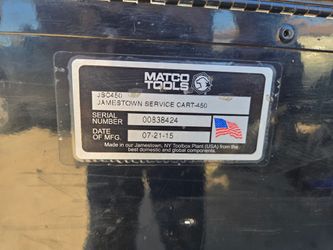 MATCO
TOOLS
JSC450
JAMESTOWN SERVICE CART-450
SERIAL NUMBER 00838424
DATE OF MFG. 07-21-15
Made in our Jamestown, NY Toolbox Plant (USA) from the
best domestic and global components.